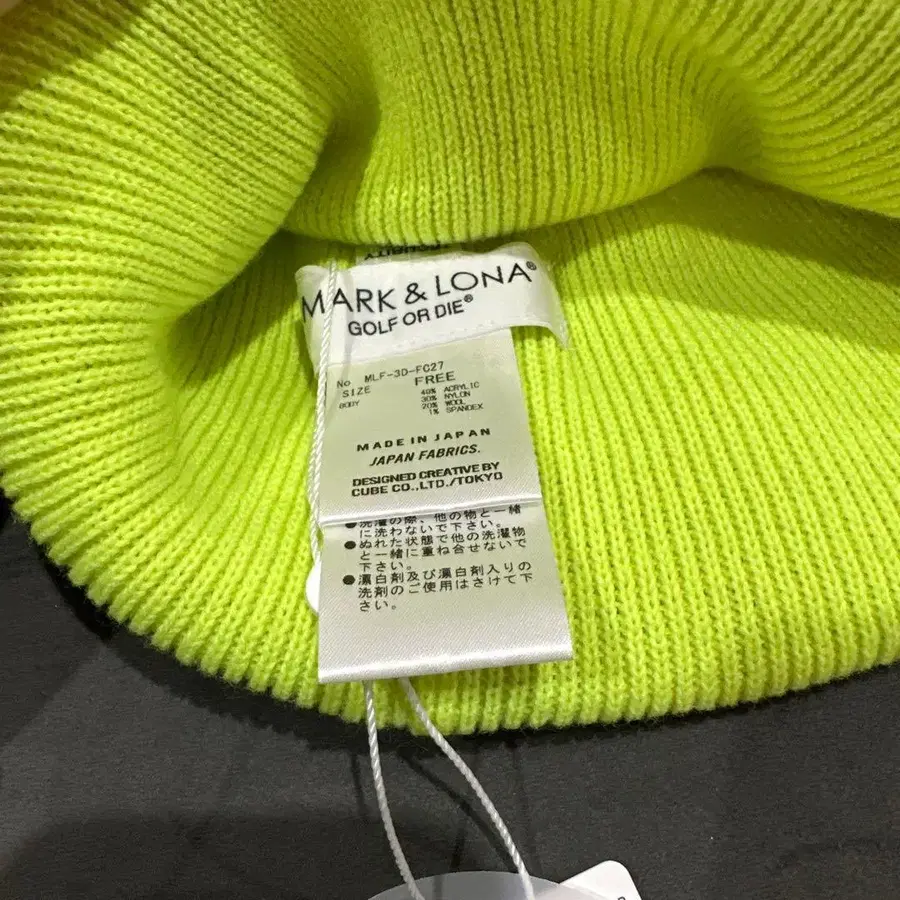 MARK & LONA®
GOLF OR DIE®
No MLF-3D-FC27
SIZE FREE
BODY 49% ACRYLIC
30% NYLON
20% WOOL
1% SPANDEX
MADE IN JAPAN
JAPAN FABRICS.
DESIGNED CREATIVE BY
CUBE CO.,LTD./TOKYO
●洗濯の際、他の物と一緒
に洗わないで下さい。
●ぬれた状態で他の洗濯物
と一緒に重ね合せないで
下さい。
●漂白剤及び漂白剤入りの
洗剤のご使用はさけて下
さい。